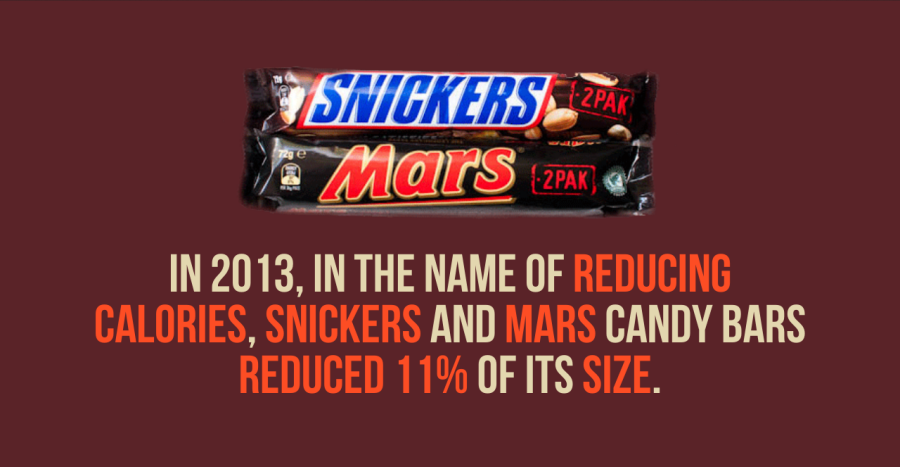 SNICKERS
2PAK
72g e
Mars
2PAK
IN 2013, IN THE NAME OF REDUCING
CALORIES, SNICKERS AND MARS CANDY BARS
REDUCED 11% OF ITS SIZE.